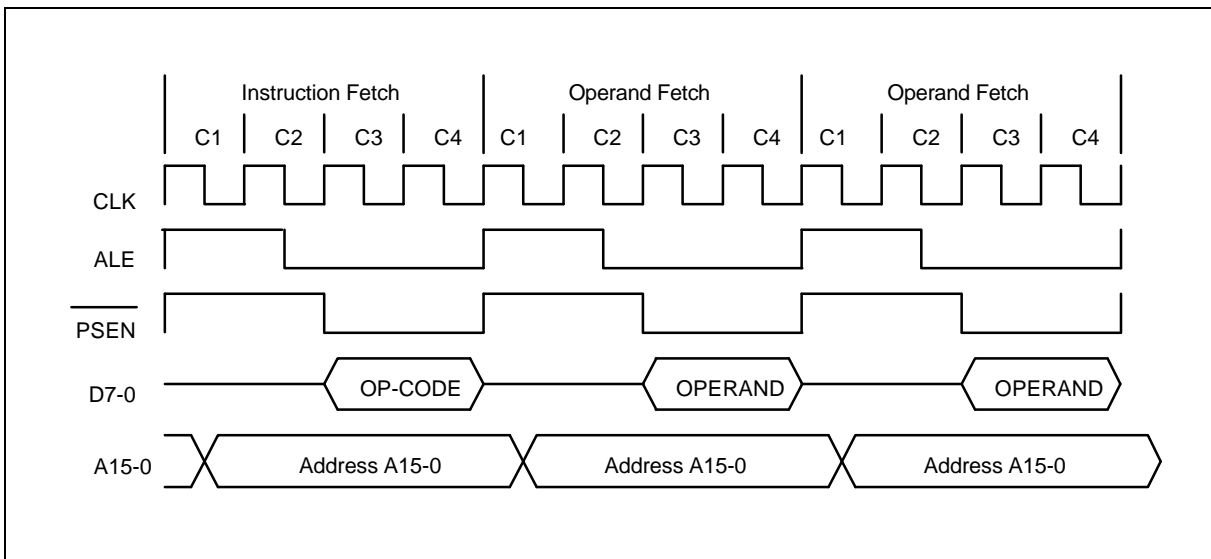 Instruction Fetch Operand Fetch Operand Fetch
C1 C2 C3 C4 C1 C2 C3 C4 C1 C2 C3 C4
CLK
ALE
PSEN
D7-0 OP-CODE OPERAND OPERAND
A15-0 Address A15-0 Address A15-0 Address A15-0